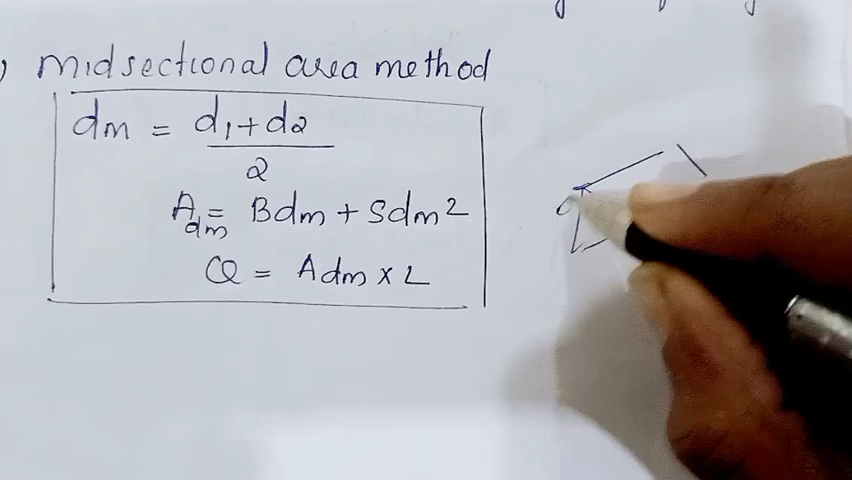 midsectional area method
dm = d1+d2
2
Adm = Bdm + Sdm2
Q = Adm × L